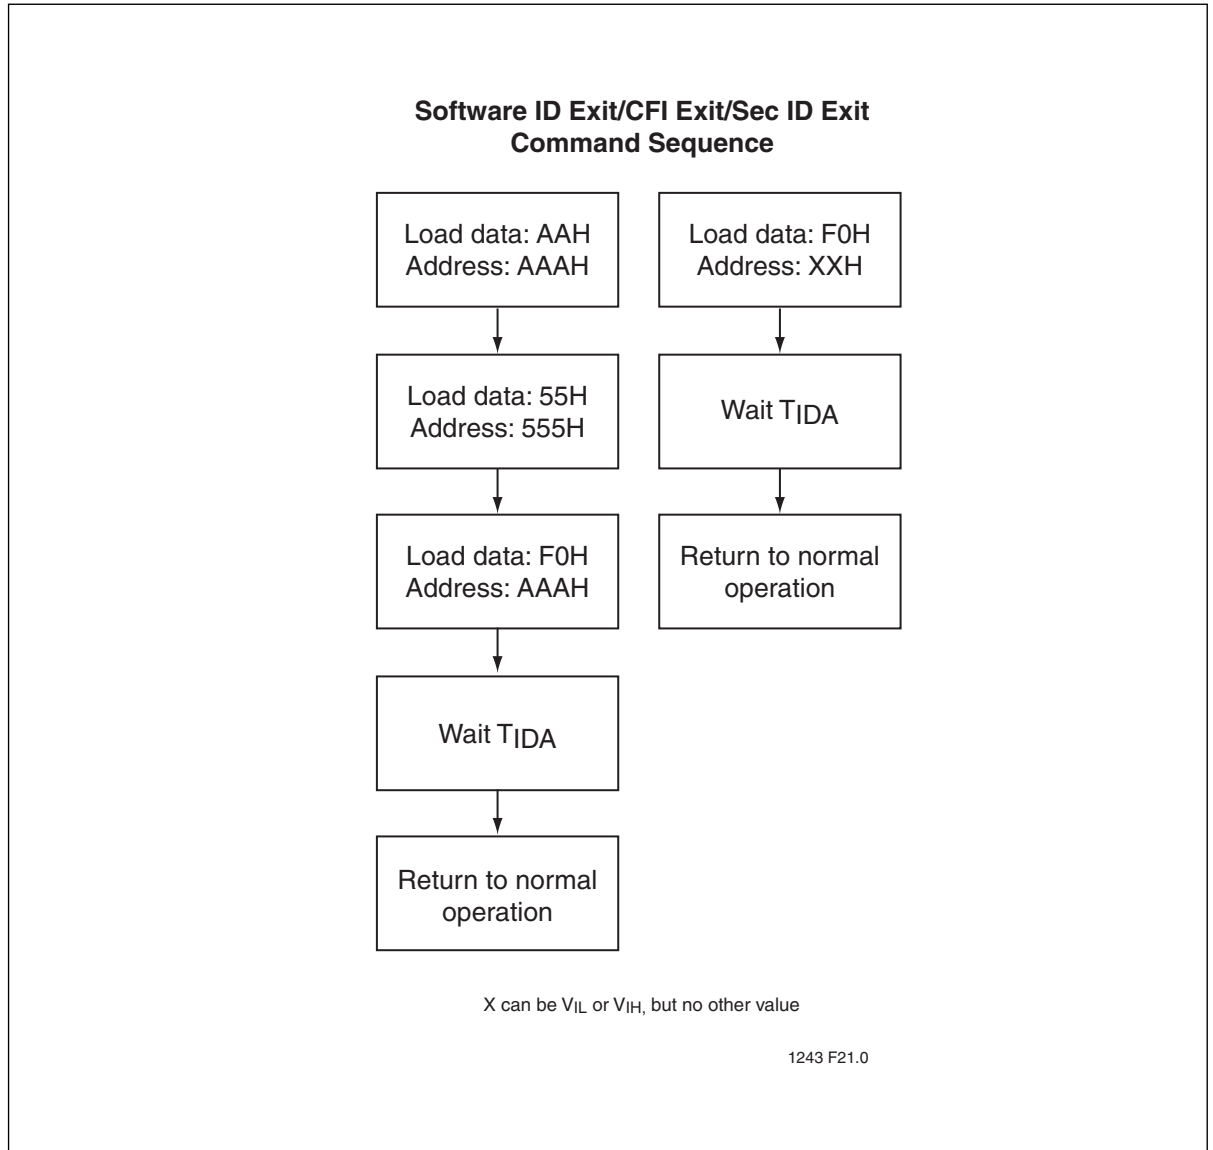 Software ID Exit/CFI Exit/Sec ID Exit
Command Sequence
Load data: AAH
Address: AAAH
Load data: 55H
Address: 555H
Load data: F0H
Address: AAAH
Wait TIDA
Return to normal
operation
Load data: F0H
Address: XXH
Wait TIDA
Return to normal
operation
X can be VIL or VIH, but no other value
1243 F21.0